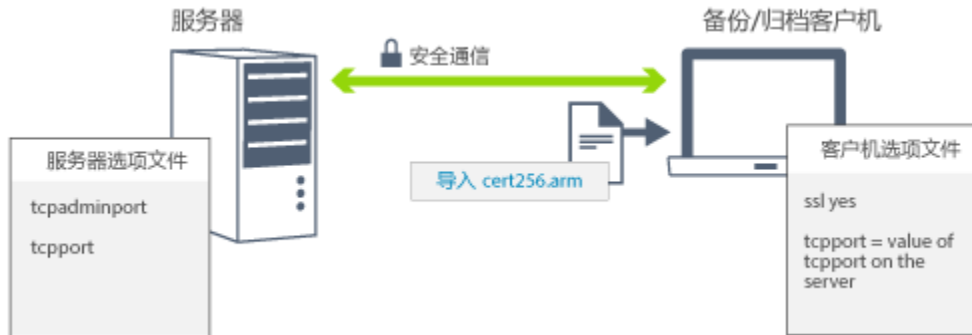 服务器
备份/归档客户机
安全通信
服务器选项文件
tcpadminport
tcpport
导入 cert256.arm
客户机选项文件
ssl yes
tcpport = value of
tcpport on the
server